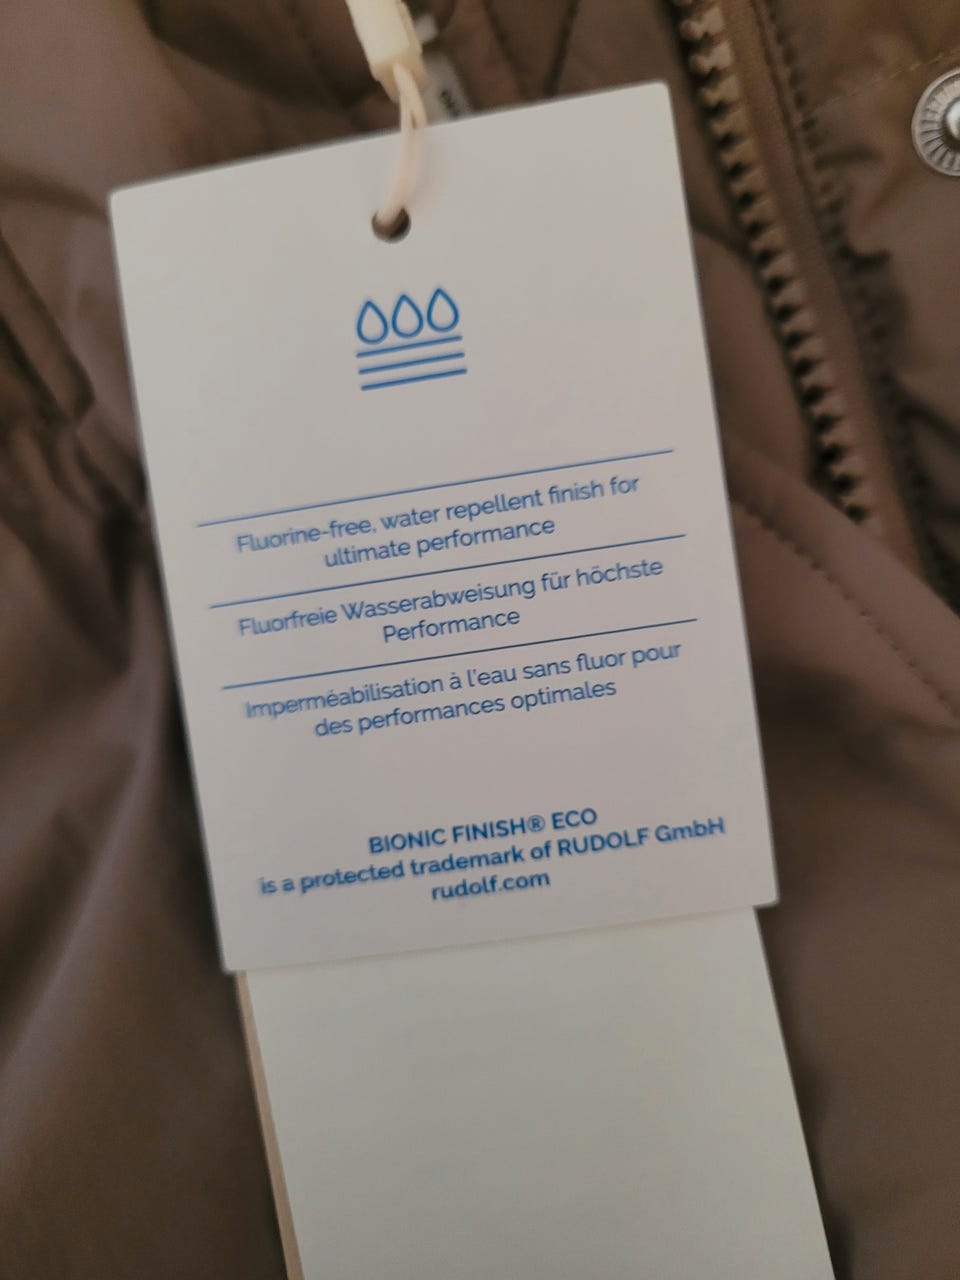 Fluorine-free, water repellent finish for
ultimate performance
Fluorfreie Wasserabweisung für höchste
Performance
Imperméabilisation à l'eau sans fluor pour
des performances optimales
BIONIC FINISH® ECO
is a protected trademark of RUDOLF GmbH
rudolf.com